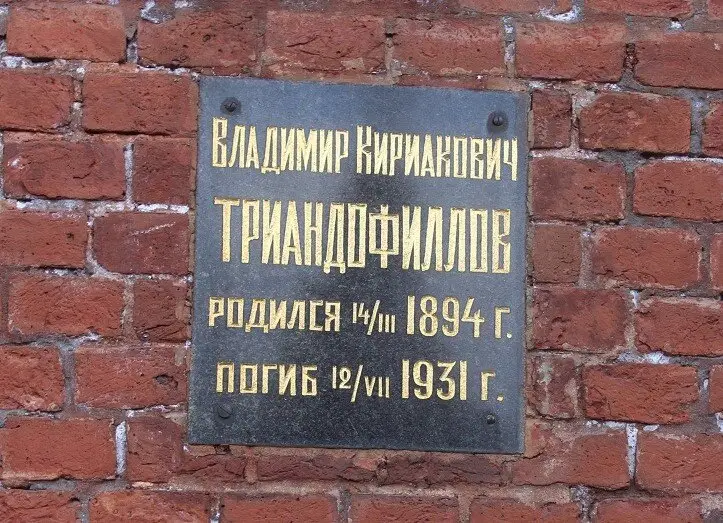 Владимир Кириакович
ТРИАНДОФИЛЛОВ
РОДИЛСЯ 14/III 1894 г.
ПОГИБ 12/VII 1931 г.